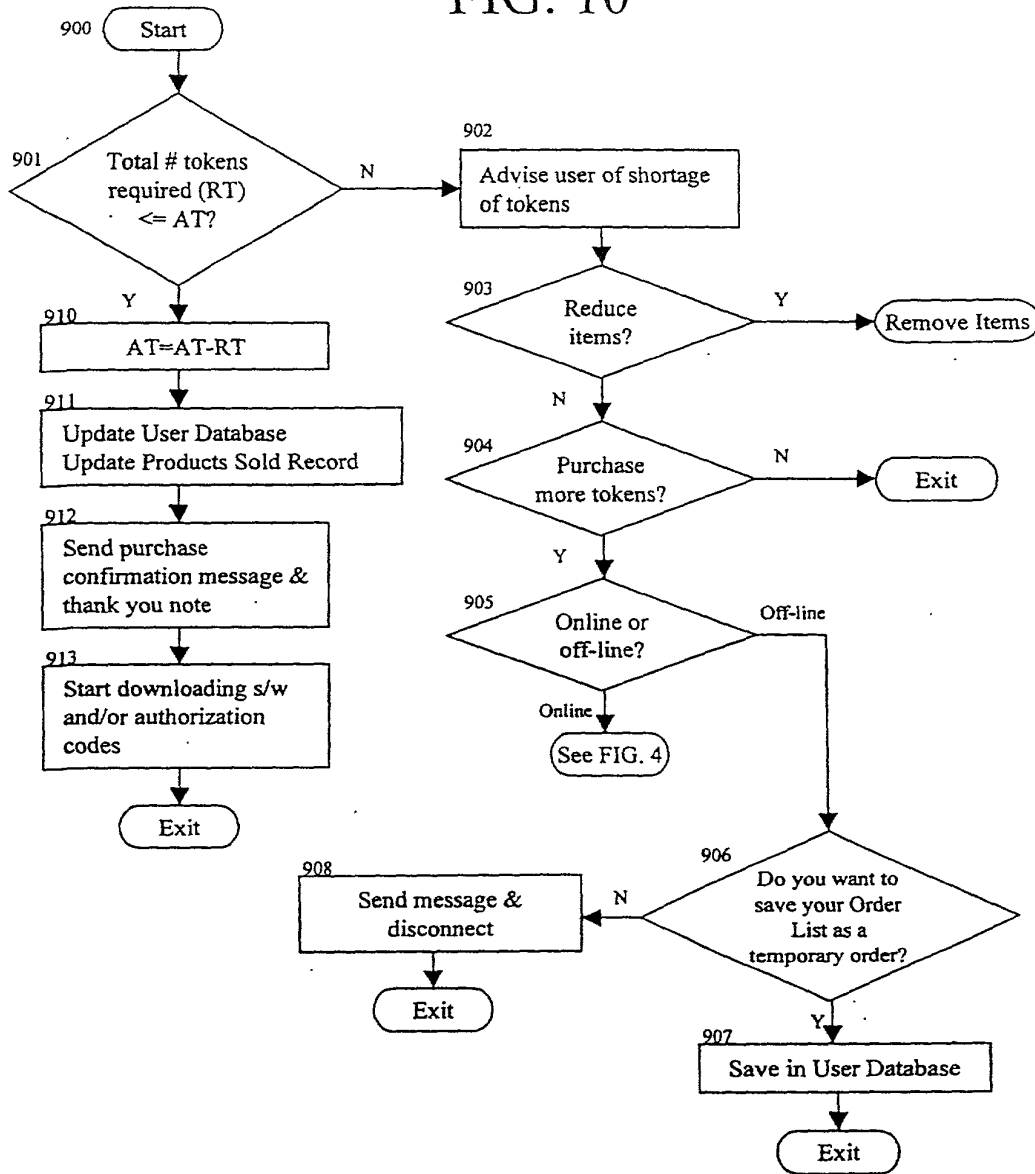 FIG. 10
900
Start
901
Total # tokens
required (RT)
<= AT?
N
902
Advise user of shortage
of tokens
903
Reduce
items?
Y
Remove Items
Y
910
AT=AT-RT
N
911
Update User Database
Update Products Sold Record
904
Purchase
more tokens?
N
Exit
912
Send purchase
confirmation message &
thank you note
Y
905
Online or
off-line?
Off-line
913
Start downloading s/w
and/or authorization
codes
Online
See FIG. 4
Exit
906
Do you want to
save your Order
List as a
temporary order?
N
908
Send message &
disconnect
Exit
Y
907
Save in User Database
Exit